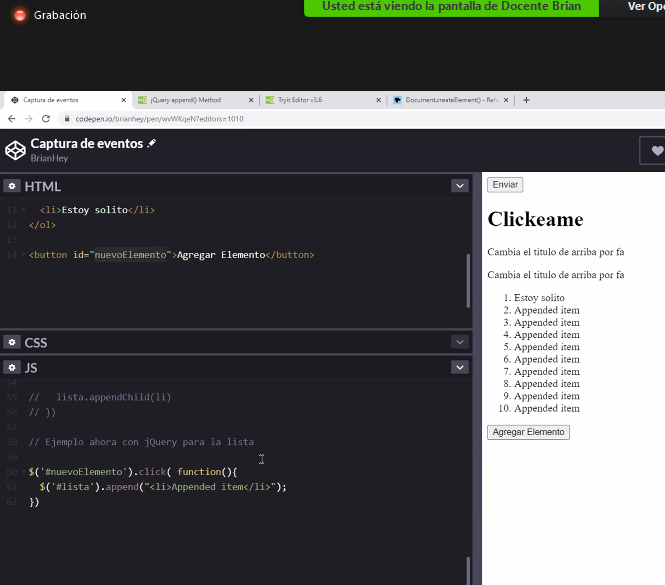 Grabación
Usted está viendo la pantalla de Docente Brian
Ver Opc
Captura de eventos
jQuery append() Method
Tryit Editor v3.6
Document.createElement() - Refe
codepen.io/brianhey/pen/wvWKqeN?editors=1010
Captura de eventos
BrianHey
HTML
11 <li>Estoy solito</li>
12 </ol>
13
14 <button id="nuevoElemento">Agregar Elemento</button>
CSS
JS
54
55 // lista.appendChild(li)
56 // })
57
58 // Ejemplo ahora con jQuery para la lista
59
60 $('#nuevoElemento').click( function(){
61 $('#lista').append("<li>Appended item</li>");
62 })
Enviar
Clickeame
Cambia el titulo de arriba por fa
Cambia el titulo de arriba por fa
1. Estoy solito
2. Appended item
3. Appended item
4. Appended item
5. Appended item
6. Appended item
7. Appended item
8. Appended item
9. Appended item
10. Appended item
Agregar Elemento